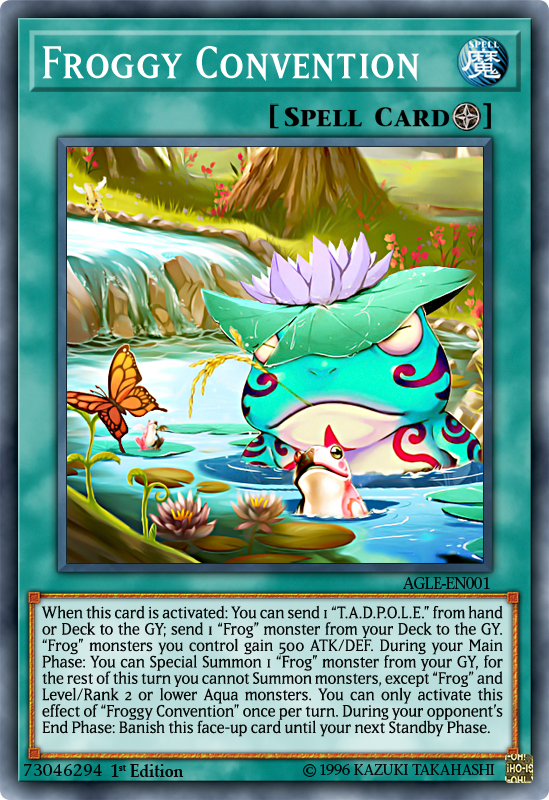 FROGGY CONVENTION
SPELL
魔
[SPELL CARD]
AGLE-EN001
When this card is activated: You can send 1 “T.A.D.P.O.L.E.” from hand
or Deck to the GY; send 1 “Frog” monster from your Deck to the GY.
“Frog” monsters you control gain 500 ATK/DEF. During your Main
Phase: You can Special Summon 1 “Frog” monster from your GY, for
the rest of this turn you cannot Summon monsters, except “Frog” and
Level/Rank 2 or lower Aqua monsters. You can only activate this
effect of “Froggy Convention” once per turn. During your opponent's
End Phase: Banish this face-up card until your next Standby Phase.
73046294 1st Edition © 1996 KAZUKI TAKAHASHI